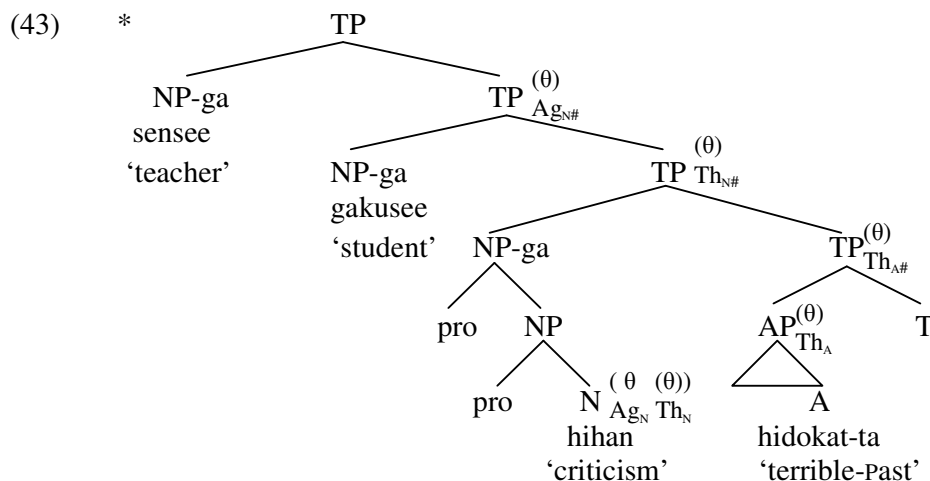 (43) * TP
NP-ga TP (θ)
sensee Ag_N#
‘teacher’ NP-ga TP (θ)
gakusee Th_N#
‘student’ NP-ga TP (θ)
Th_A#
pro NP AP (θ) T
Th_A
pro N ( θ (θ)) A
Ag_N Th_N
hihan hidokat-ta
‘criticism’ ‘terrible-Past’